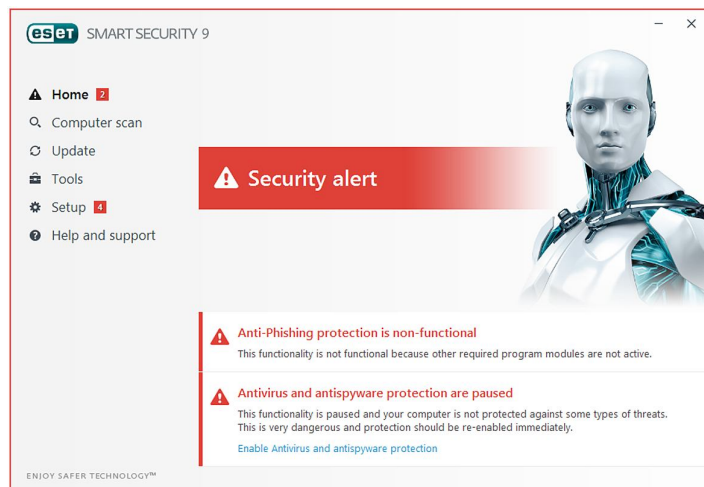 eseT SMART SECURITY 9
Home 2
Computer scan
Update
Tools
Setup 4
Help and support
Security alert
Anti-Phishing protection is non-functional
This functionality is not functional because other required program modules are not active.
Antivirus and antispyware protection are paused
This functionality is paused and your computer is not protected against some types of threats.
This is very dangerous and protection should be re-enabled immediately.
Enable Antivirus and antispyware protection
ENJOY SAFER TECHNOLOGY™